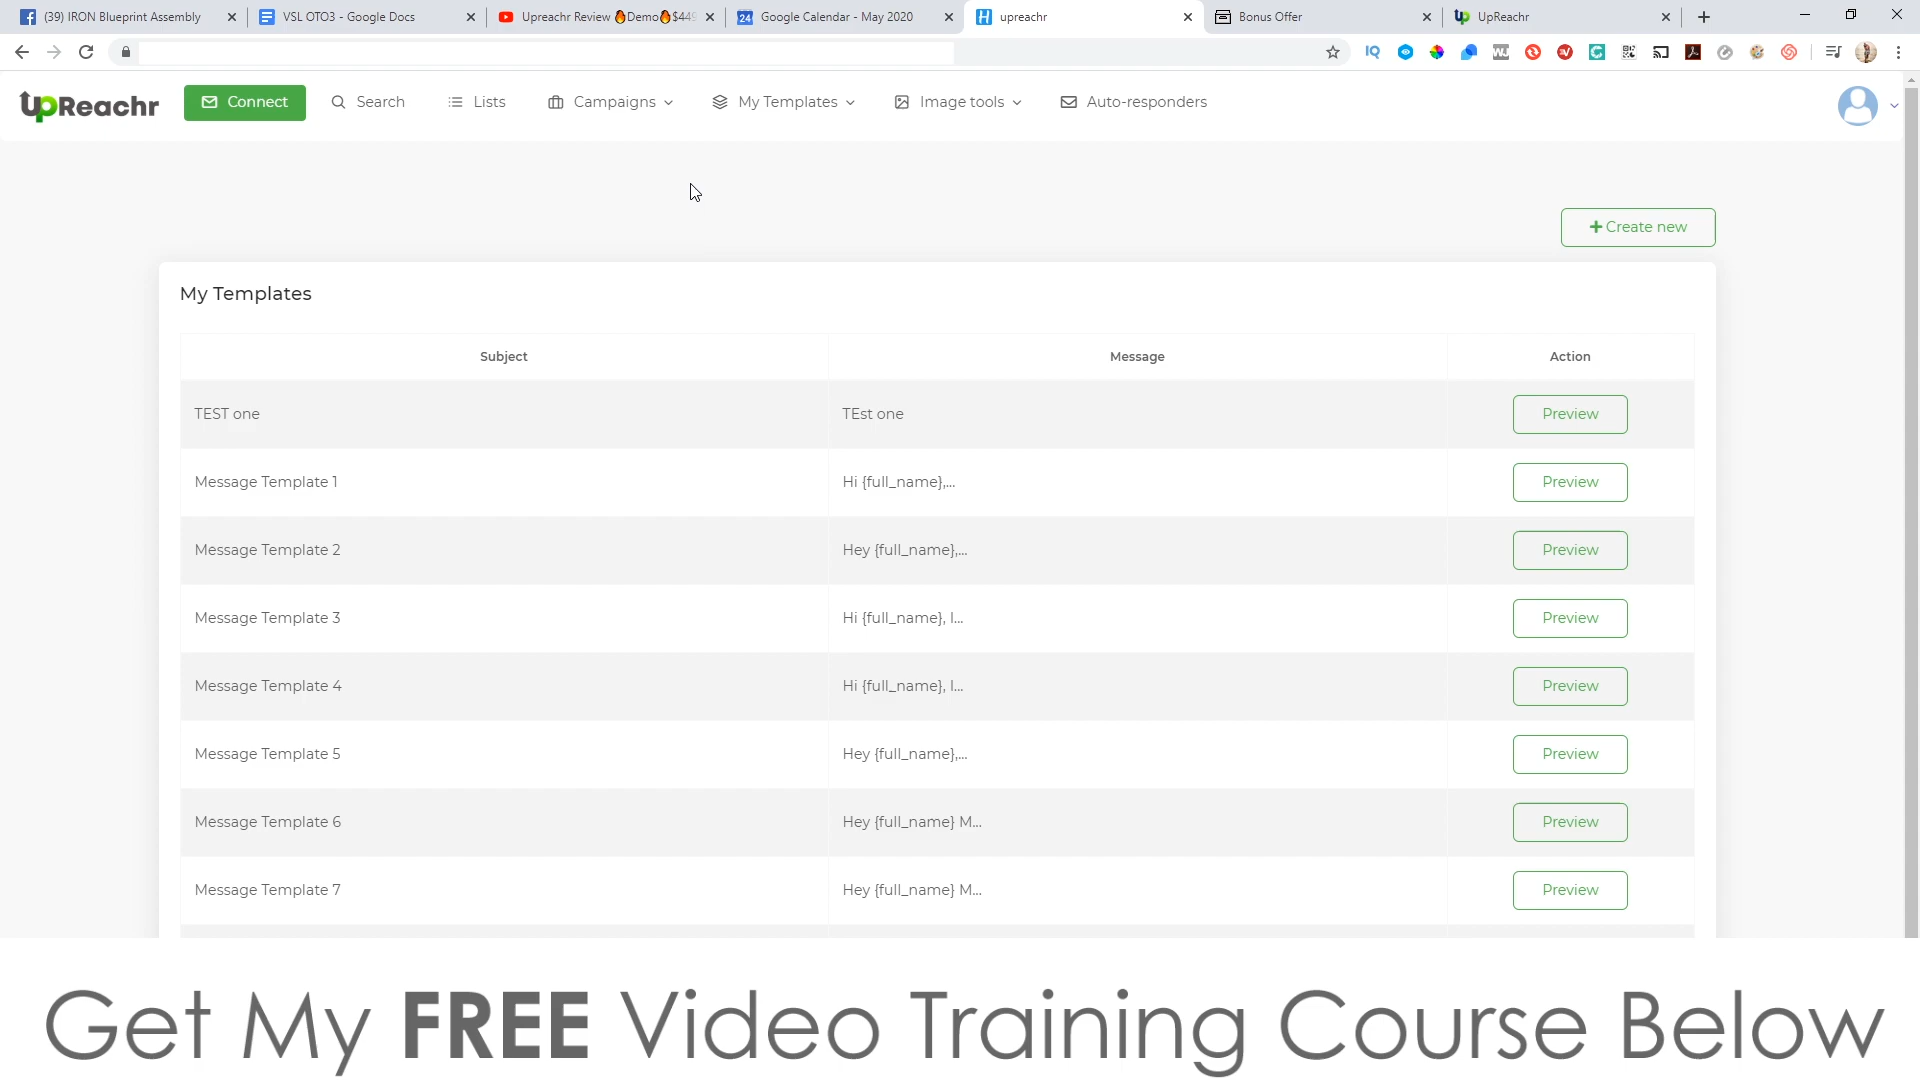 (39) IRON Blueprint Assembly
VSL OTO3 - Google Docs
Upreachr Review 🔥Demo🔥$449
24 Google Calendar - May 2020
upreachr
Bonus Offer
UpReachr
UpReachr
Connect
Search
Lists
Campaigns
My Templates
Image tools
Auto-responders
+ Create new
My Templates
Subject Message Action
TEST one TEst one Preview
Message Template 1 Hi {full_name},... Preview
Message Template 2 Hey {full_name},... Preview
Message Template 3 Hi {full_name}, I... Preview
Message Template 4 Hi {full_name}, I... Preview
Message Template 5 Hey {full_name},... Preview
Message Template 6 Hey {full_name} M... Preview
Message Template 7 Hey {full_name} M... Preview
Get My FREE Video Training Course Below